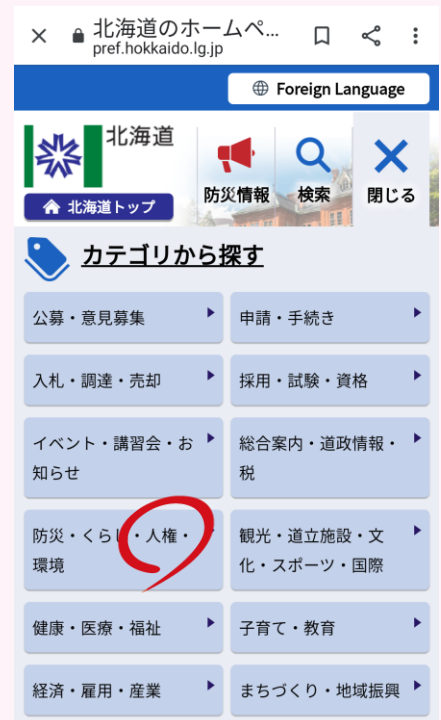 北海道のホームペ...
pref.hokkaido.lg.jp
Foreign Language
北海道
北海道トップ
防災情報
検索
閉じる
カテゴリから探す
公募・意見募集
申請・手続き
入札・調達・売却
採用・試験・資格
イベント・講習会・お
知らせ
総合案内・道政情報・
税
防災・くらし・人権・
環境
観光・道立施設・文
化・スポーツ・国際
健康・医療・福祉
子育て・教育
経済・雇用・産業
まちづくり・地域振興